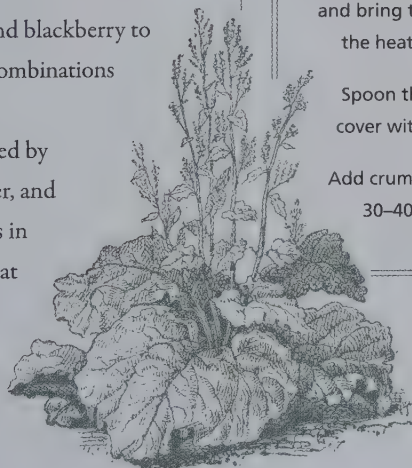 nd blackberry to
ombinations
ed by
er, and
s in
at
and bring t
the heat
Spoon th
cover wit
Add crum
30–40